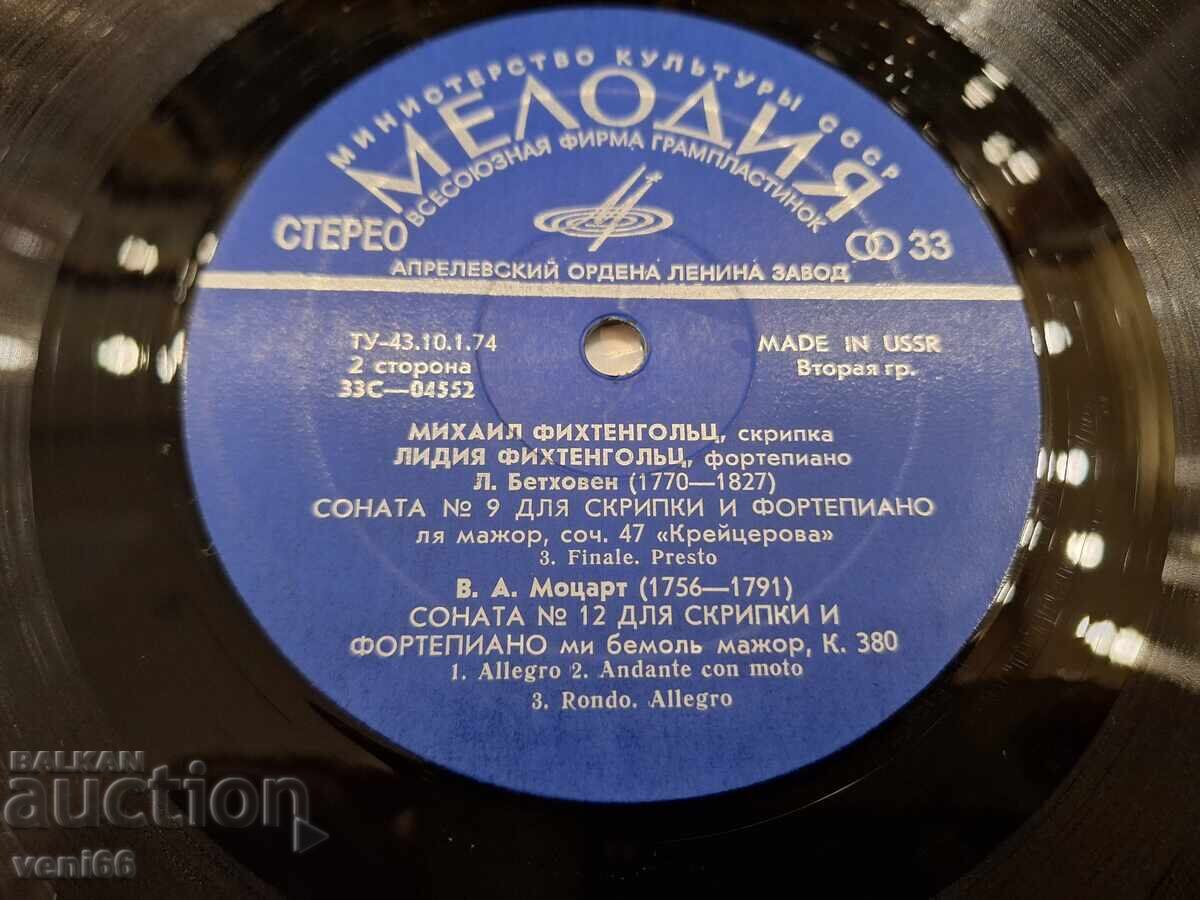 МИНИСТЕРСТВО КУЛЬТУРЫ СССР
МЕЛОДИЯ
ВСЕСОЮЗНАЯ ФИРМА ГРАМПЛАСТИНОК
СТЕРЕО 33
АПРЕЛЕВСКИЙ ОРДЕНА ЛЕНИНА ЗАВОД
ТУ-43.10.1.74 MADE IN USSR
2 сторона Вторая гр.
33С—04552
МИХАИЛ ФИХТЕНГОЛЬЦ, скрипка
ЛИДИЯ ФИХТЕНГОЛЬЦ, фортепиано
Л. Бетховен (1770—1827)
СОНАТА № 9 ДЛЯ СКРИПКИ И ФОРТЕПИАНО
ля мажор, соч. 47 «Крейцерова»
3. Finale. Presto
В. А. Моцарт (1756—1791)
СОНАТА № 12 ДЛЯ СКРИПКИ И
ФОРТЕПИАНО ми бемоль мажор, К. 380
1. Allegro 2. Andante con moto
3. Rondo. Allegro
BALKAN
auction
veni66